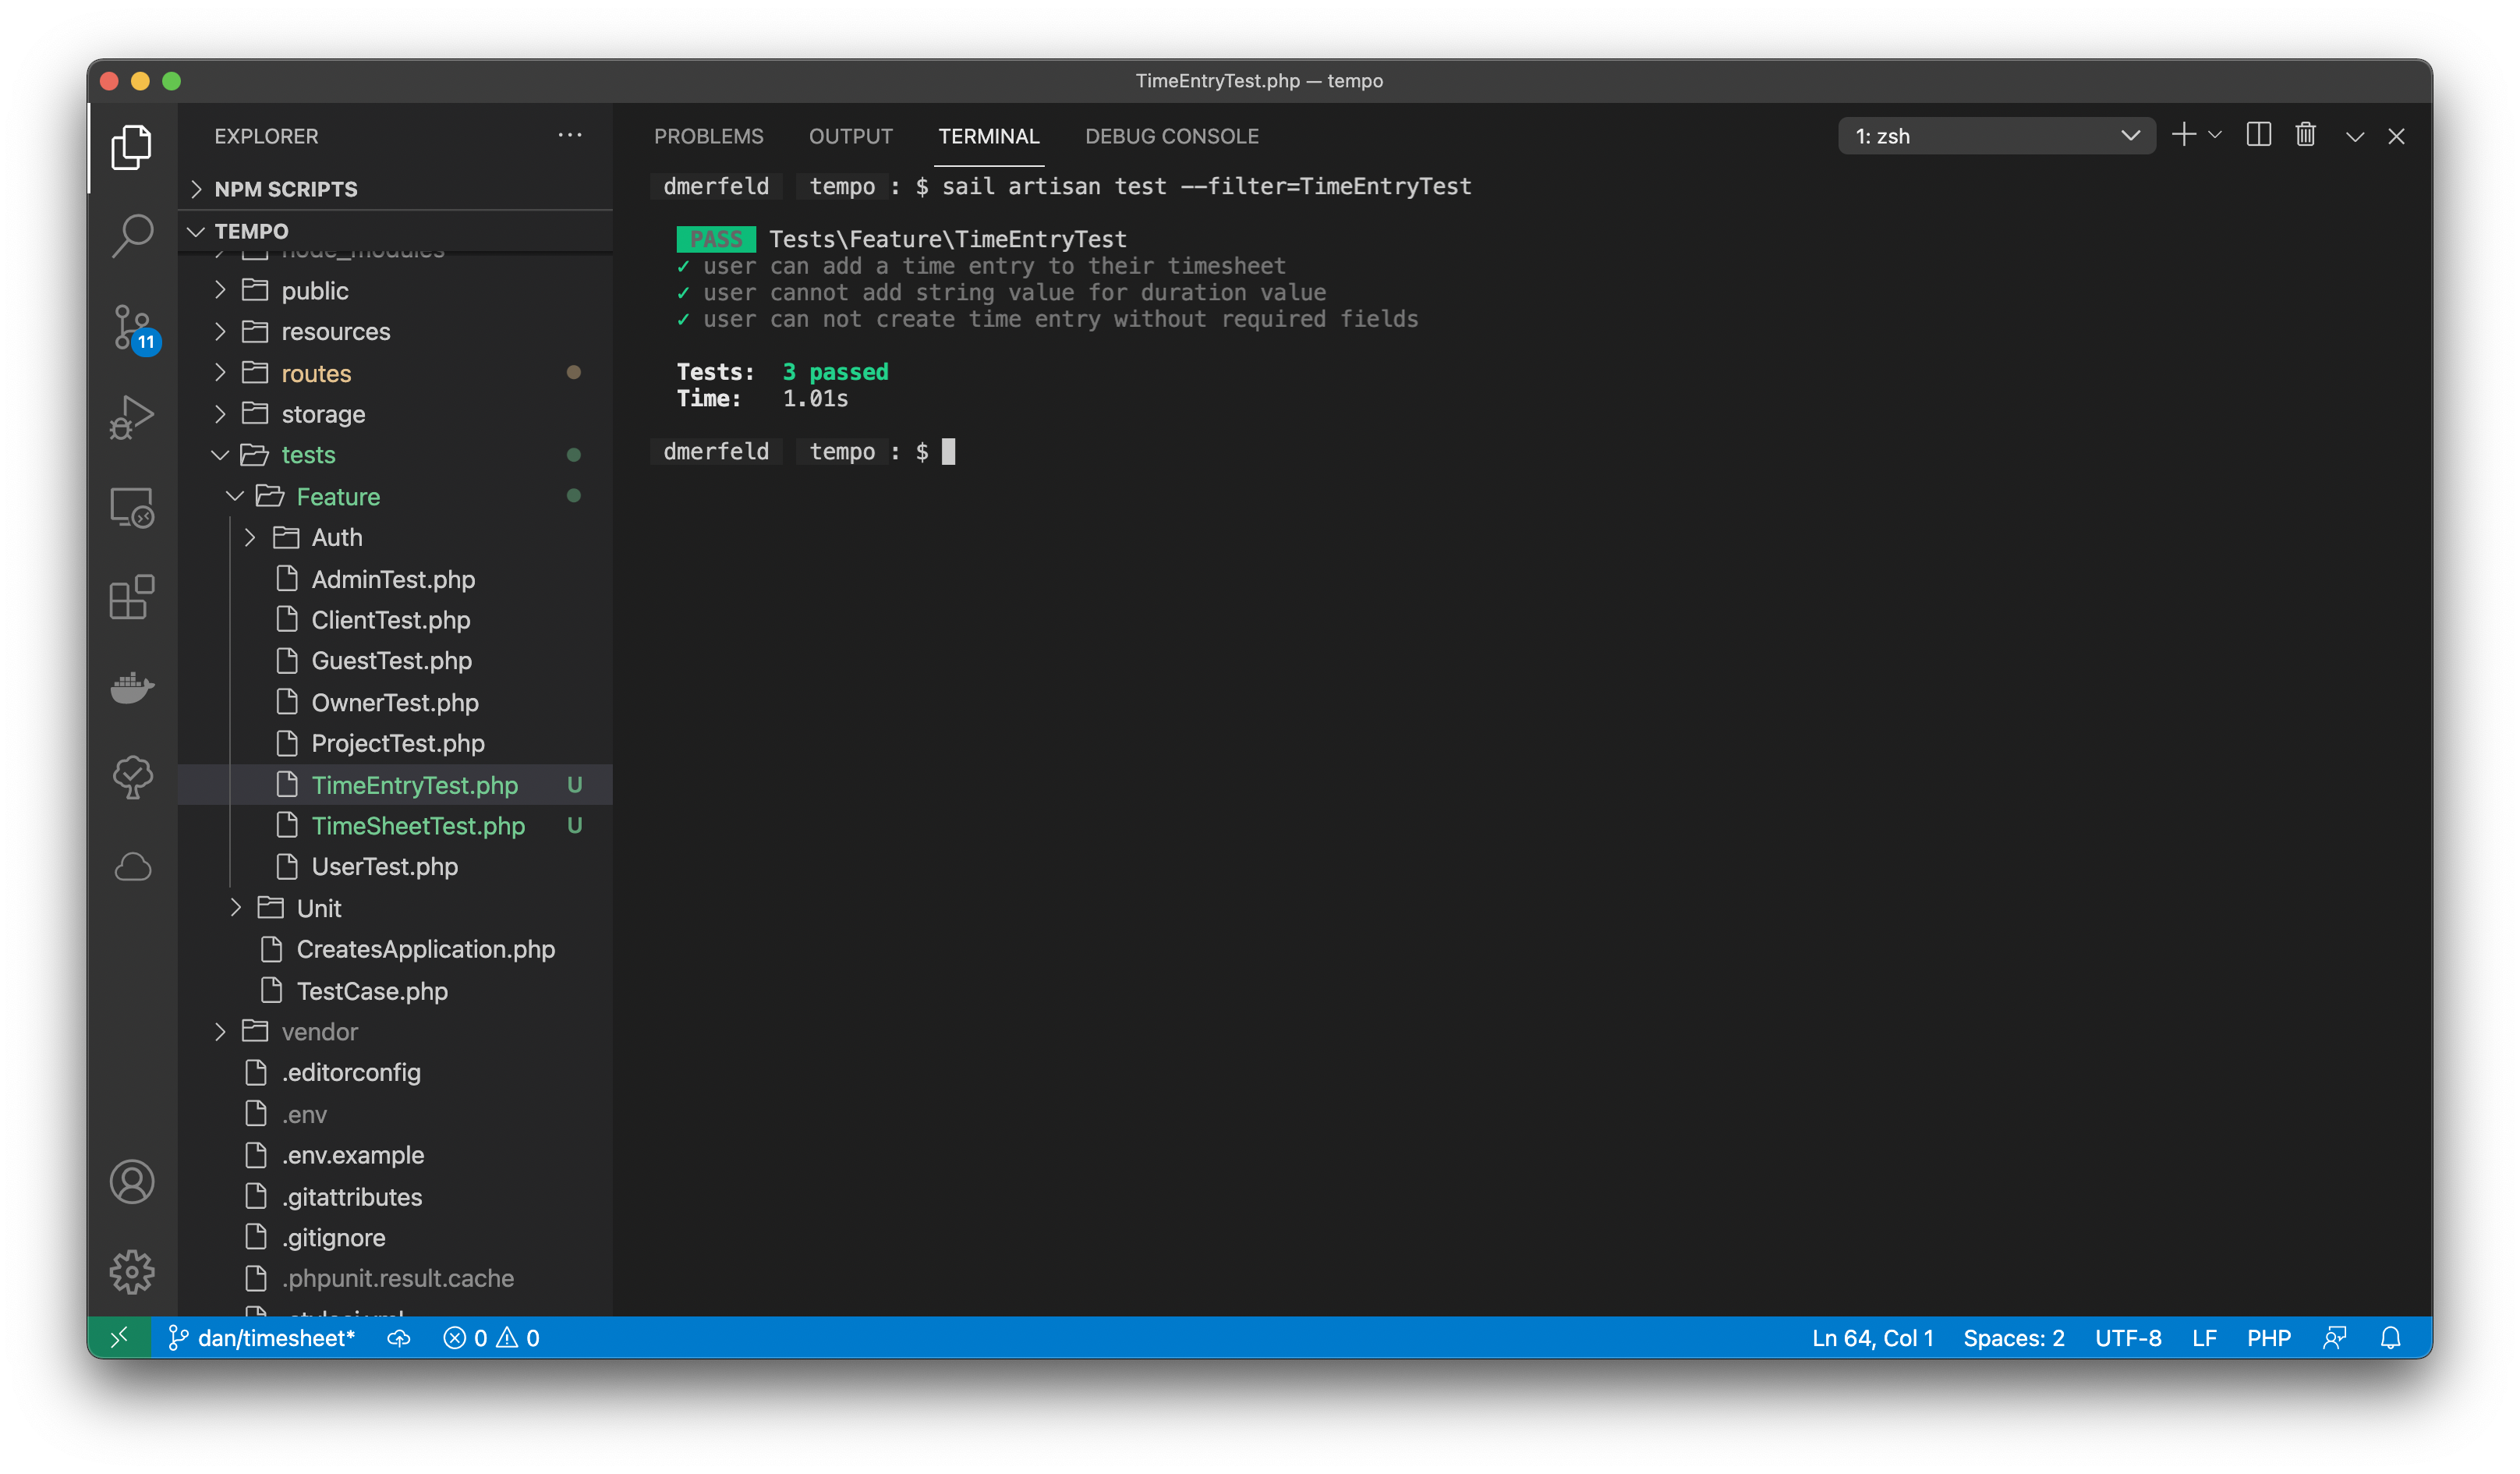 TimeEntryTest.php — tempo
EXPLORER
NPM SCRIPTS
TEMPO
node_modules
public
resources
routes
storage
tests
Feature
Auth
AdminTest.php
ClientTest.php
GuestTest.php
OwnerTest.php
ProjectTest.php
TimeEntryTest.php U
TimeSheetTest.php U
UserTest.php
Unit
CreatesApplication.php
TestCase.php
vendor
.editorconfig
.env
.env.example
.gitattributes
.gitignore
.phpunit.result.cache
11
PROBLEMS OUTPUT TERMINAL DEBUG CONSOLE 1: zsh
dmerfeld tempo : $ sail artisan test --filter=TimeEntryTest
PASS Tests\Feature\TimeEntryTest
✓ user can add a time entry to their timesheet
✓ user cannot add string value for duration value
✓ user can not create time entry without required fields
Tests: 3 passed
Time: 1.01s
dmerfeld tempo : $
dan/timesheet* 0 0 Ln 64, Col 1 Spaces: 2 UTF-8 LF PHP